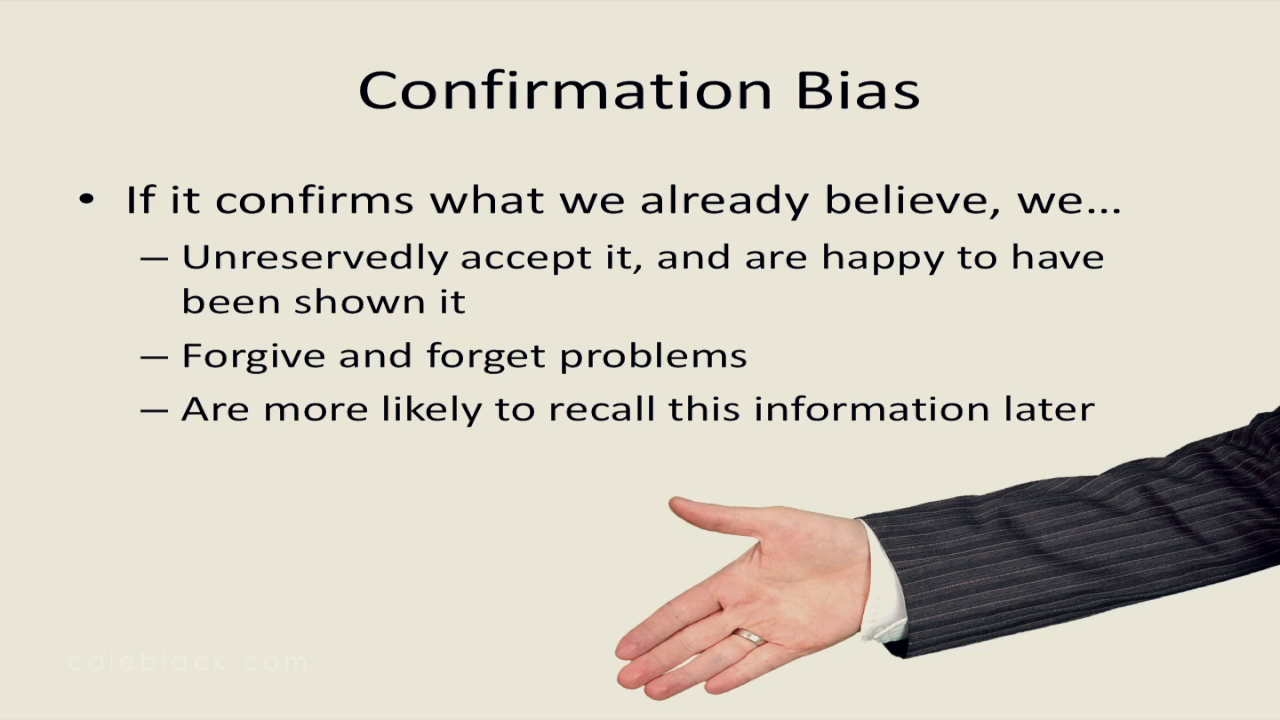 Confirmation Bias
• If it confirms what we already believe, we...
– Unreservedly accept it, and are happy to have
been shown it
– Forgive and forget problems
– Are more likely to recall this information later
caleblack.com